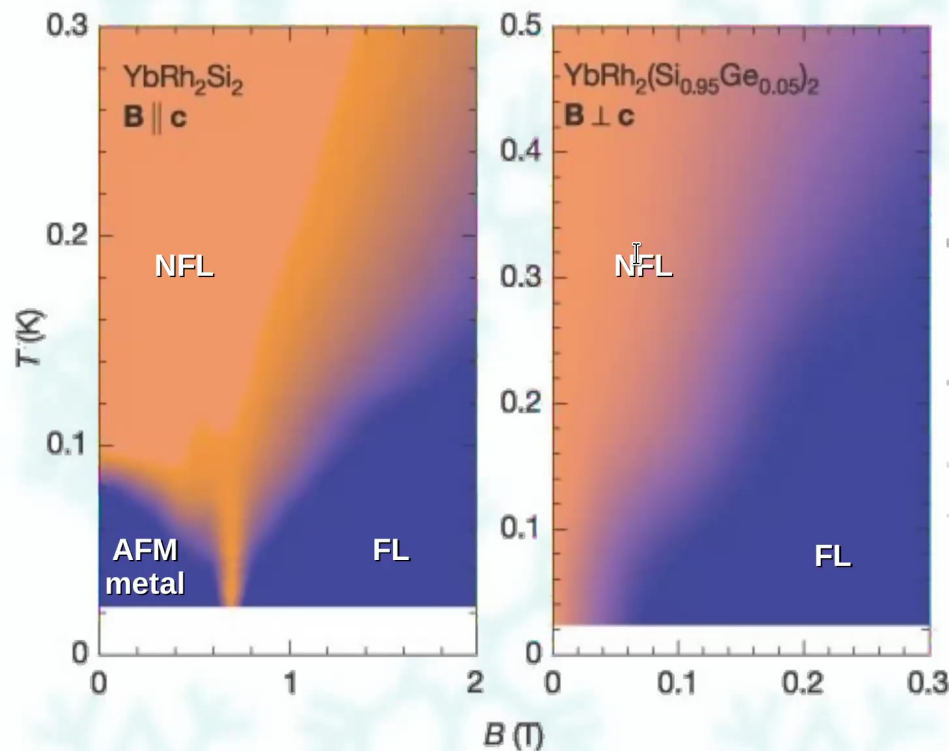 0.3
YbRh₂Si₂
B ∥ c
0.2
NFL
T (K)
0.1
AFM
metal
FL
0
0
1
2
0.5
YbRh₂(Si₀.₉₅Ge₀.₀₅)₂
B ⊥ c
0.4
0.3
NFL
0.2
0.1
FL
0
0
0.1
0.2
0.3
B (T)